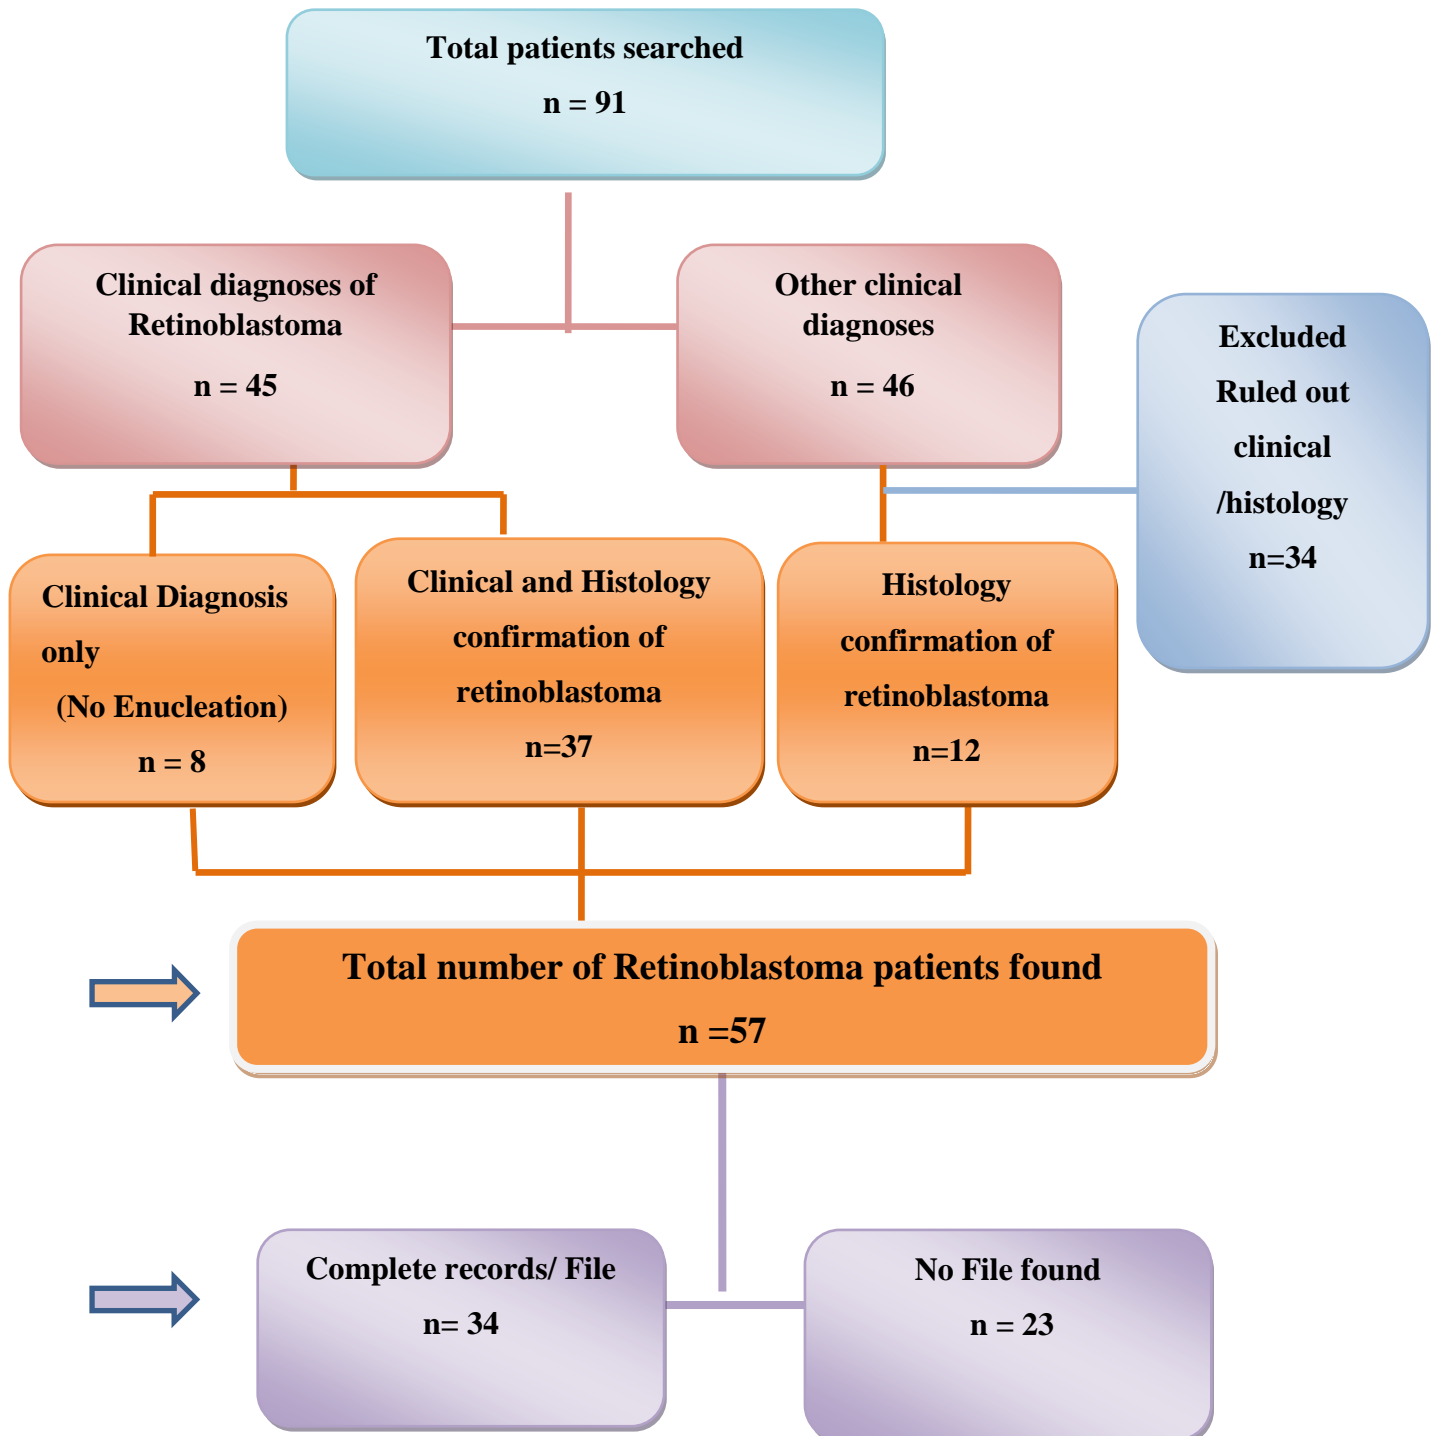 Total patients searched
n = 91
Clinical diagnoses of
Retinoblastoma
n = 45
Other clinical
diagnoses
n = 46
Excluded
Ruled out
clinical
/histology
n=34
Clinical Diagnosis
only
(No Enucleation)
n = 8
Clinical and Histology
confirmation of
retinoblastoma
n=37
Histology
confirmation of
retinoblastoma
n=12
Total number of Retinoblastoma patients found
n =57
Complete records/ File
n= 34
No File found
n = 23